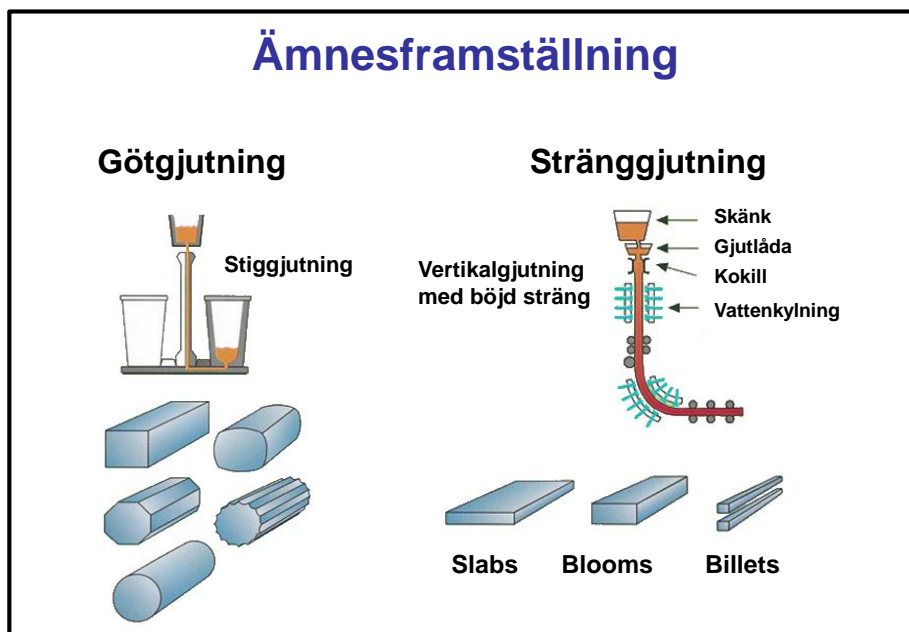 Ämnesframställning
Götgjutning
Stiggjutning
Stränggjutning
Vertikalgjutning
med böjd sträng
Skänk
Gjutlåda
Kokill
Vattenkylning
Slabs
Blooms
Billets